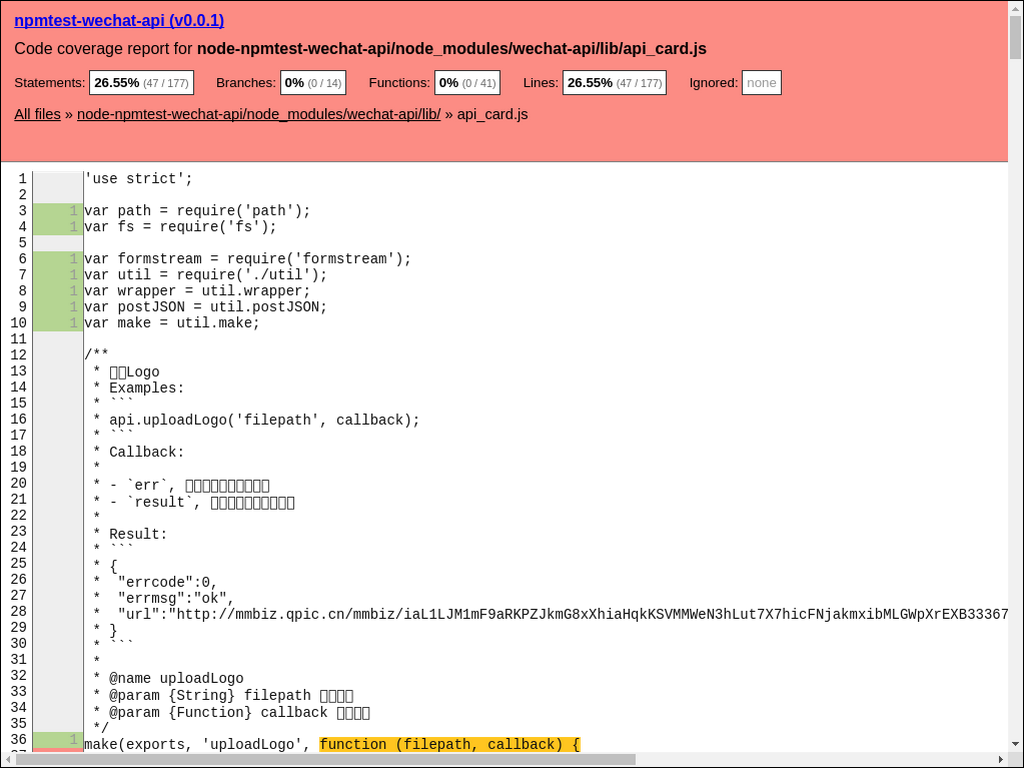 npmtest-wechat-api (v0.0.1)
Code coverage report for node-npmtest-wechat-api/node_modules/wechat-api/lib/api_card.js
Statements: 26.55% (47 / 177) Branches: 0% (0 / 14) Functions: 0% (0 / 41) Lines: 26.55% (47 / 177) Ignored: none
All files » node-npmtest-wechat-api/node_modules/wechat-api/lib/ » api_card.js
1 'use strict';
2
3 1 var path = require('path');
4 1 var fs = require('fs');
5
6 1 var formstream = require('formstream');
7 1 var util = require('./util');
8 1 var wrapper = util.wrapper;
9 1 var postJSON = util.postJSON;
10 1 var make = util.make;
11
12 /**
13 * Logo
14 * Examples:
15 * ```
16 * api.uploadLogo('filepath', callback);
17 * ```
18 * Callback:
19 *
20 * - `err`,
21 * - `result`,
22 *
23 * Result:
24 * ```
25 * {
26 * "errcode":0,
27 * "errmsg":"ok",
28 * "url":"http://mmbiz.qpic.cn/mmbiz/iaL1LJM1mF9aRKPZJkmG8xXhiaHqkKSVMMWeN3hLut7X7hicFNjakmxibMLGWpXrEXB33367
29 * }
30 * ```
31 *
32 * @name uploadLogo
33 * @param {String} filepath
34 * @param {Function} callback
35 */
36 1 make(exports, 'uploadLogo', function (filepath, callback) {